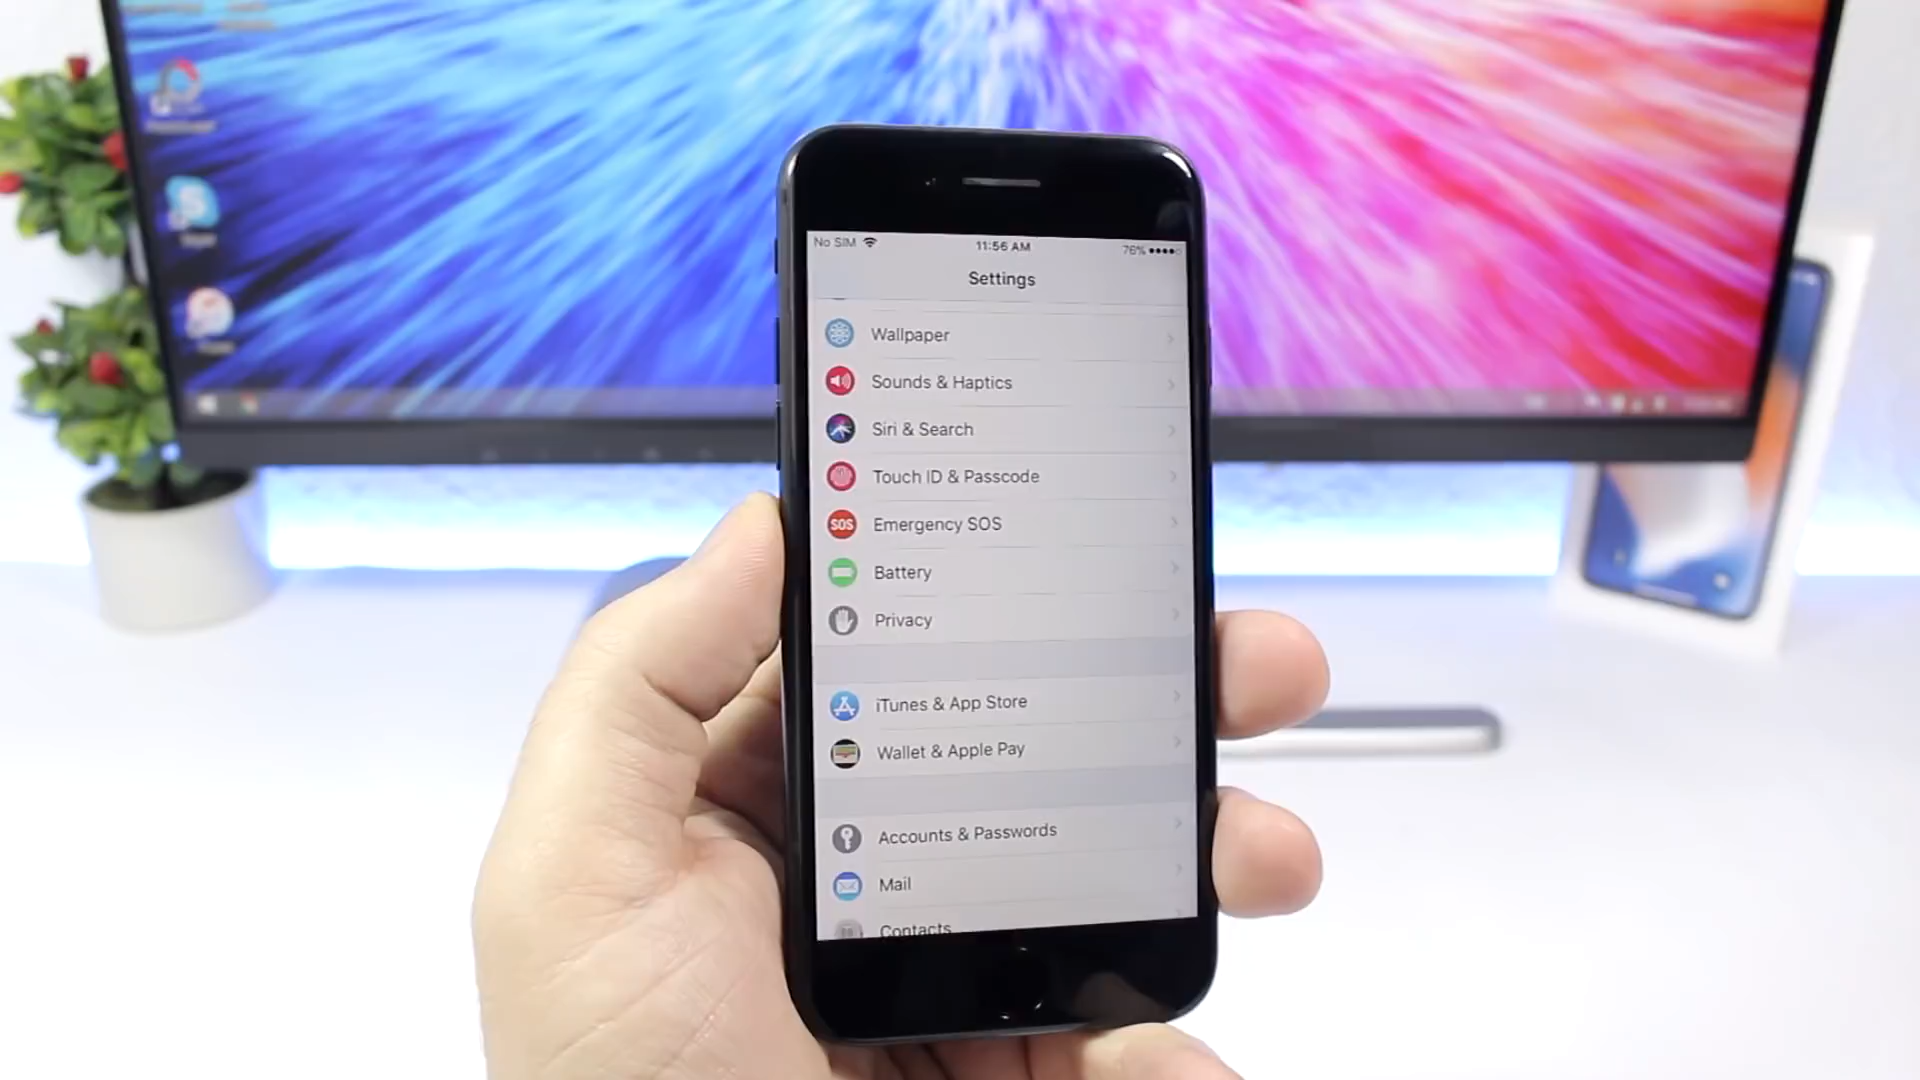 No SIM 11:56 AM 76%
Settings
Wallpaper
Sounds & Haptics
Siri & Search
Touch ID & Passcode
SOS Emergency SOS
Battery
Privacy
iTunes & App Store
Wallet & Apple Pay
Accounts & Passwords
Mail
Contacts